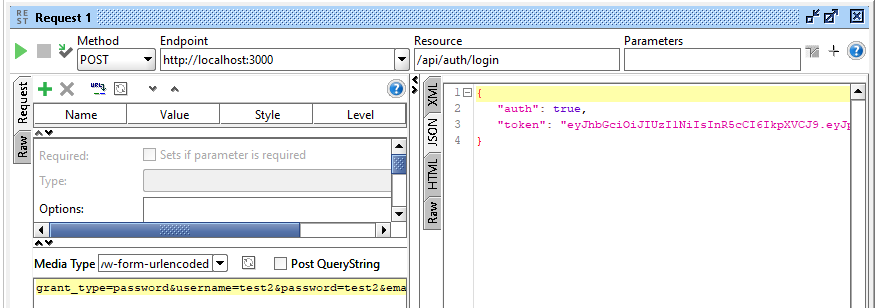 RE
ST
Request 1
Method
Endpoint
Resource
Parameters
POST
http://localhost:3000
/api/auth/login
Request
Raw
Name Value Style Level
Required:
Sets if parameter is required
Type:
Options:
Media Type
/w-form-urlencoded
Post QueryString
grant_type=password&username=test2&password=test2&ema
XML
JSON
HTML
Raw
1 {
2 "auth": true,
3 "token": "eyJhbGciOiJIUzI1NiIsInR5cCI6IkpXVCJ9.eyJp
4 }